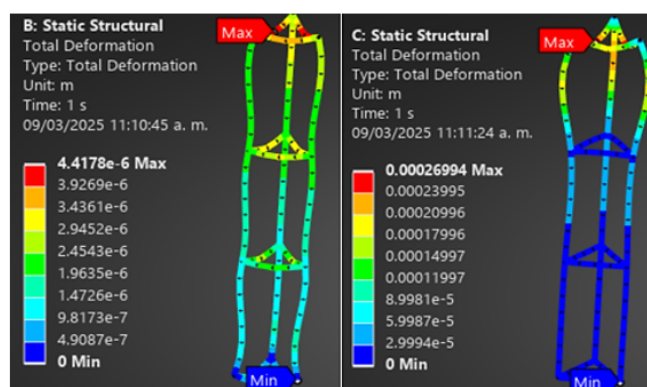 B: Static Structural
Total Deformation
Type: Total Deformation
Unit: m
Time: 1 s
09/03/2025 11:10:45 a. m.
4.4178e-6 Max
3.9269e-6
3.4361e-6
2.9452e-6
2.4543e-6
1.9635e-6
1.4726e-6
9.8173e-7
4.9087e-7
0 Min
Max
Min
C: Static Structural
Total Deformation
Type: Total Deformation
Unit: m
Time: 1 s
09/03/2025 11:11:24 a. m.
0.00026994 Max
0.00023995
0.00020996
0.00017996
0.00014997
0.00011997
8.9981e-5
5.9987e-5
2.9994e-5
0 Min
Max
Min